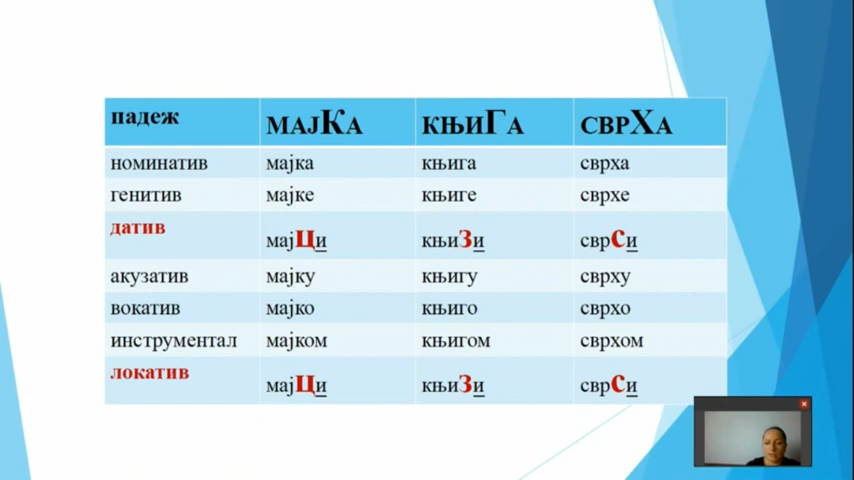 падеж МАЈКА КЊИГА СВРХА
номинатив мајка књига сврха
генитив мајке књиге сврхе
датив мајци књизи сврси
акузатив мајку књигу сврху
вокатив мајко књиго сврхо
инструментал мајком књигом сврхом
локатив мајци књизи сврси